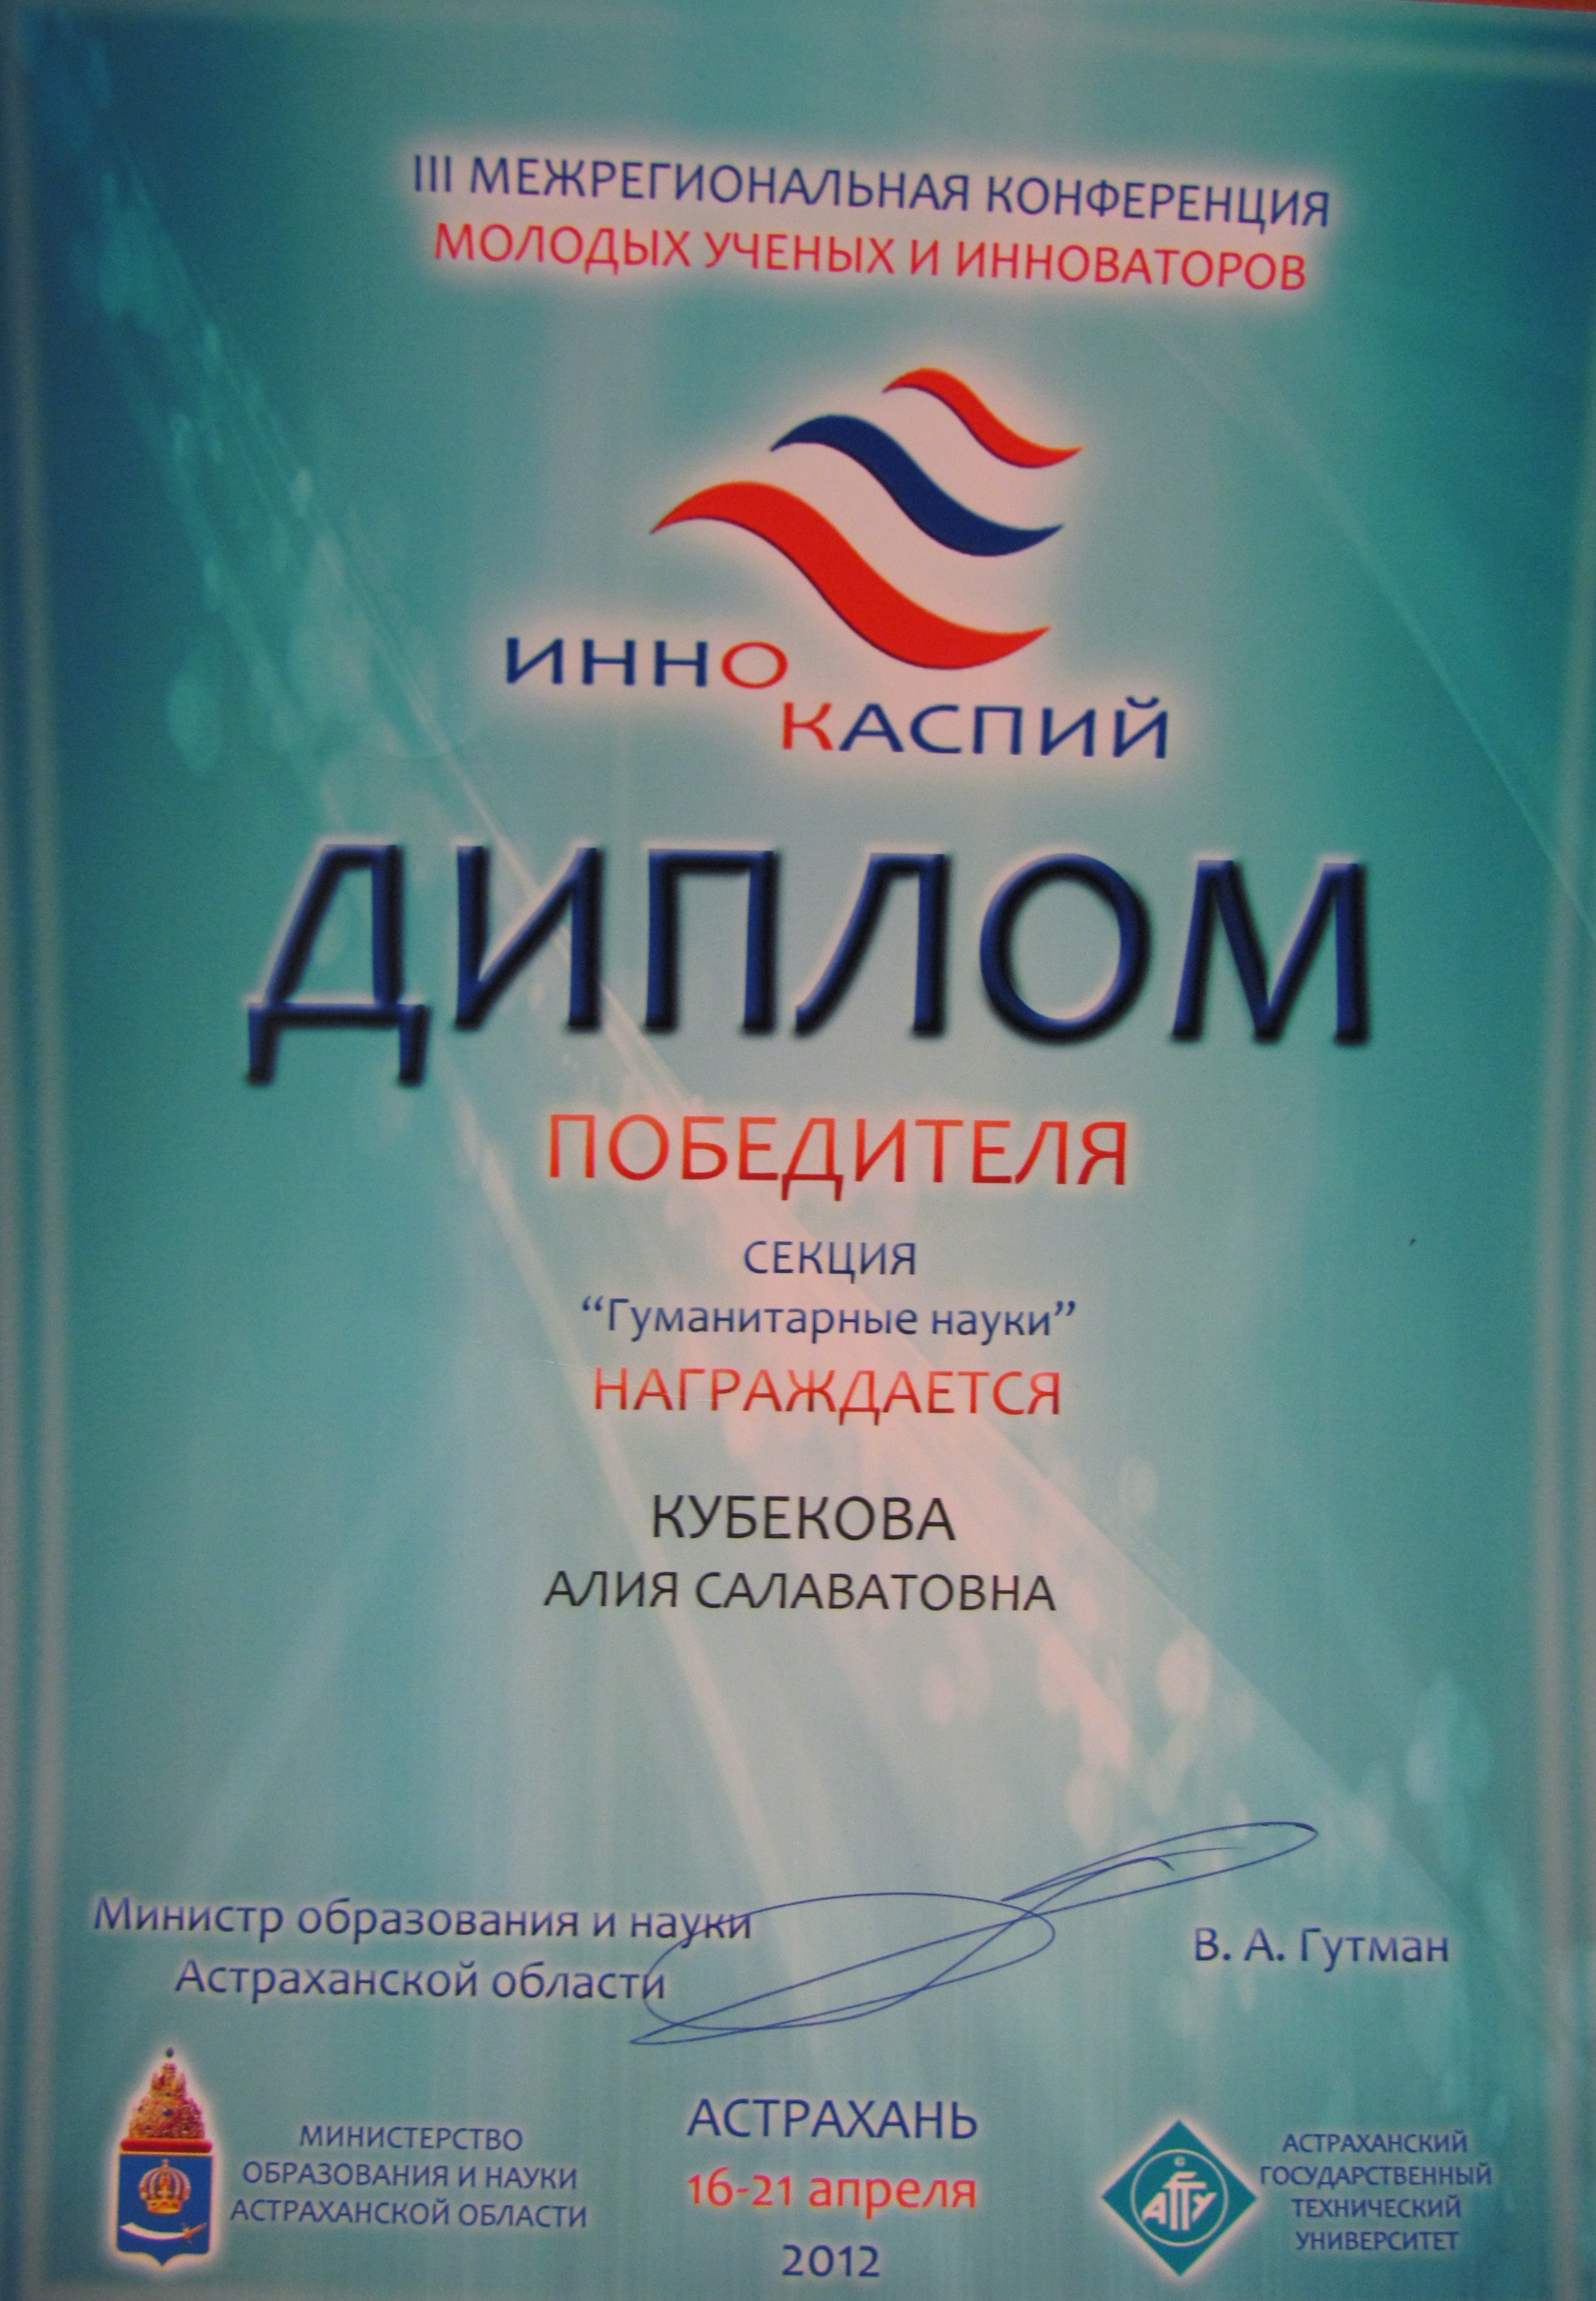 III МЕЖРЕГИОНАЛЬНАЯ КОНФЕРЕНЦИЯ
МОЛОДЫХ УЧЕНЫХ И ИННОВАТОРОВ
ИННО
КАСПИЙ
ДИПЛОМ
ПОБЕДИТЕЛЯ
СЕКЦИЯ
“Гуманитарные науки”
НАГРАЖДАЕТСЯ
КУБЕКОВА
АЛИЯ САЛАВАТОВНА
Министр образования и науки
Астраханской области
В. А. Гутман
МИНИСТЕРСТВО
ОБРАЗОВАНИЯ И НАУКИ
АСТРАХАНСКОЙ ОБЛАСТИ
АСТРАХАНЬ
16-21 апреля
2012
АГТУ
АСТРАХАНСКИЙ
ГОСУДАРСТВЕННЫЙ
ТЕХНИЧЕСКИЙ
УНИВЕРСИТЕТ